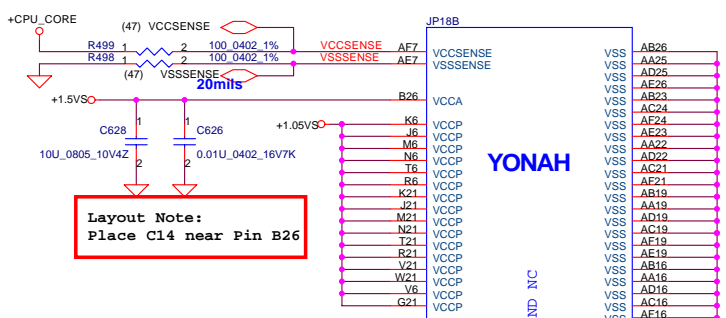 +CPU_CORE
(47) VCCSENSE
JP18B
R499 1 2 100_0402_1% VCCSENSE AF7 VCCSENSE VSS AB26
R498 1 2 100_0402_1% VSSSENSE AE7 VSSSENSE VSS AA25
(47) VSSSENSE
20mils
VSS AD25
VSS AE26
+1.5VS B26 VCCA VSS AB23
VSS AC24
C628 1 2 10U_0805_10V4Z
C626 1 2 0.01U_0402_16V7K
+1.05VS
K6 VCCP VSS AF24
J6 VCCP VSS AE23
M6 VCCP VSS AA22
N6 VCCP VSS AD22
T6 VCCP VSS AC21
R6 VCCP VSS AF21
K21 VCCP VSS AB19
J21 VCCP VSS AA19
M21 VCCP VSS AD19
N21 VCCP VSS AC19
T21 VCCP VSS AF19
R21 VCCP VSS AE19
V21 VCCP VSS AB16
W21 VCCP VSS AA16
V6 VCCP VSS AD16
G21 VCCP VSS AC16
VSS AF16
YONAH
ND NC
Layout Note:
Place C14 near Pin B26